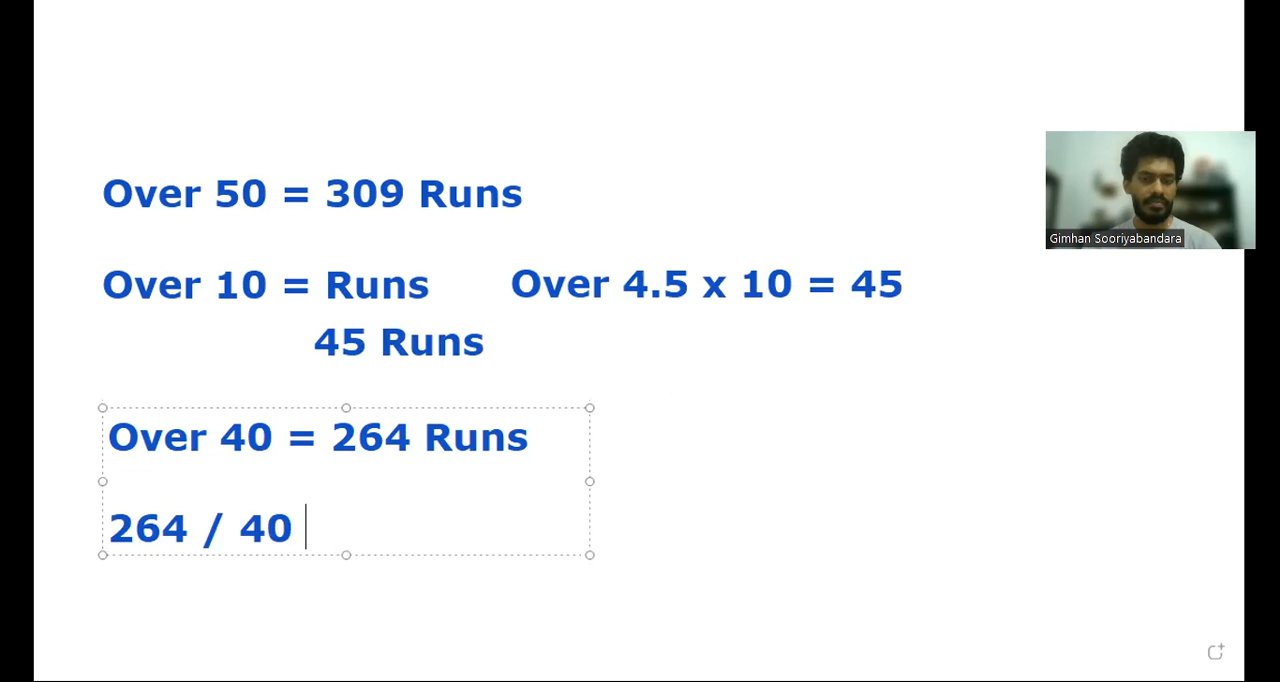 Over 50 = 309 Runs
Over 10 = Runs
Over 4.5 x 10 = 45
45 Runs
Over 40 = 264 Runs
264 / 40
Gimhan Sooriyabandara